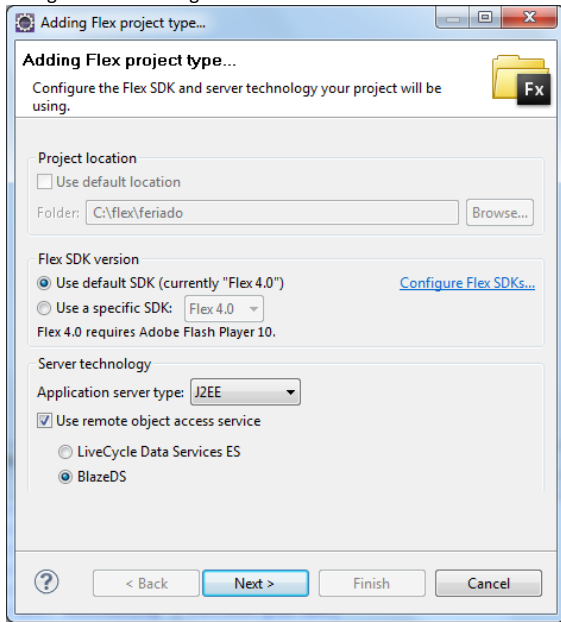 Adding Flex project type...
Adding Flex project type...
Configure the Flex SDK and server technology your project will be
using.
Fx
Project location
Use default location
Folder: C:\flex\feriado Browse...
Flex SDK version
Use default SDK (currently "Flex 4.0") Configure Flex SDKs...
Use a specific SDK: Flex 4.0
Flex 4.0 requires Adobe Flash Player 10.
Server technology
Application server type: J2EE
Use remote object access service
LiveCycle Data Services ES
BlazeDS
? < Back Next > Finish Cancel